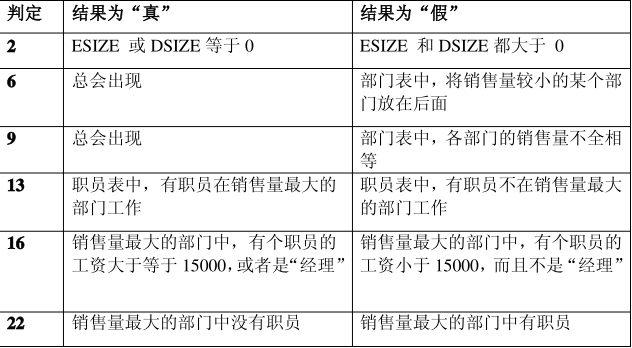 判定 结果为“真” 结果为“假”
2 ESIZE 或 DSIZE 等于 0 ESIZE 和 DSIZE 都大于 0
6 总会出现 部门表中，将销售量较小的某个部
门放在后面
9 总会出现 部门表中，各部门的销售量不全相
等
13 职员表中，有职员在销售量最大的 职员表中，有职员不在销售量最大
部门工作 的部门工作
16 销售量最大的部门中，有个职员的 销售量最大的部门中，有个职员的
工资大于等于 15000，或者是“经理” 工资小于 15000，而且不是“经理”
22 销售量最大的部门中没有职员 销售量最大的部门中有职员